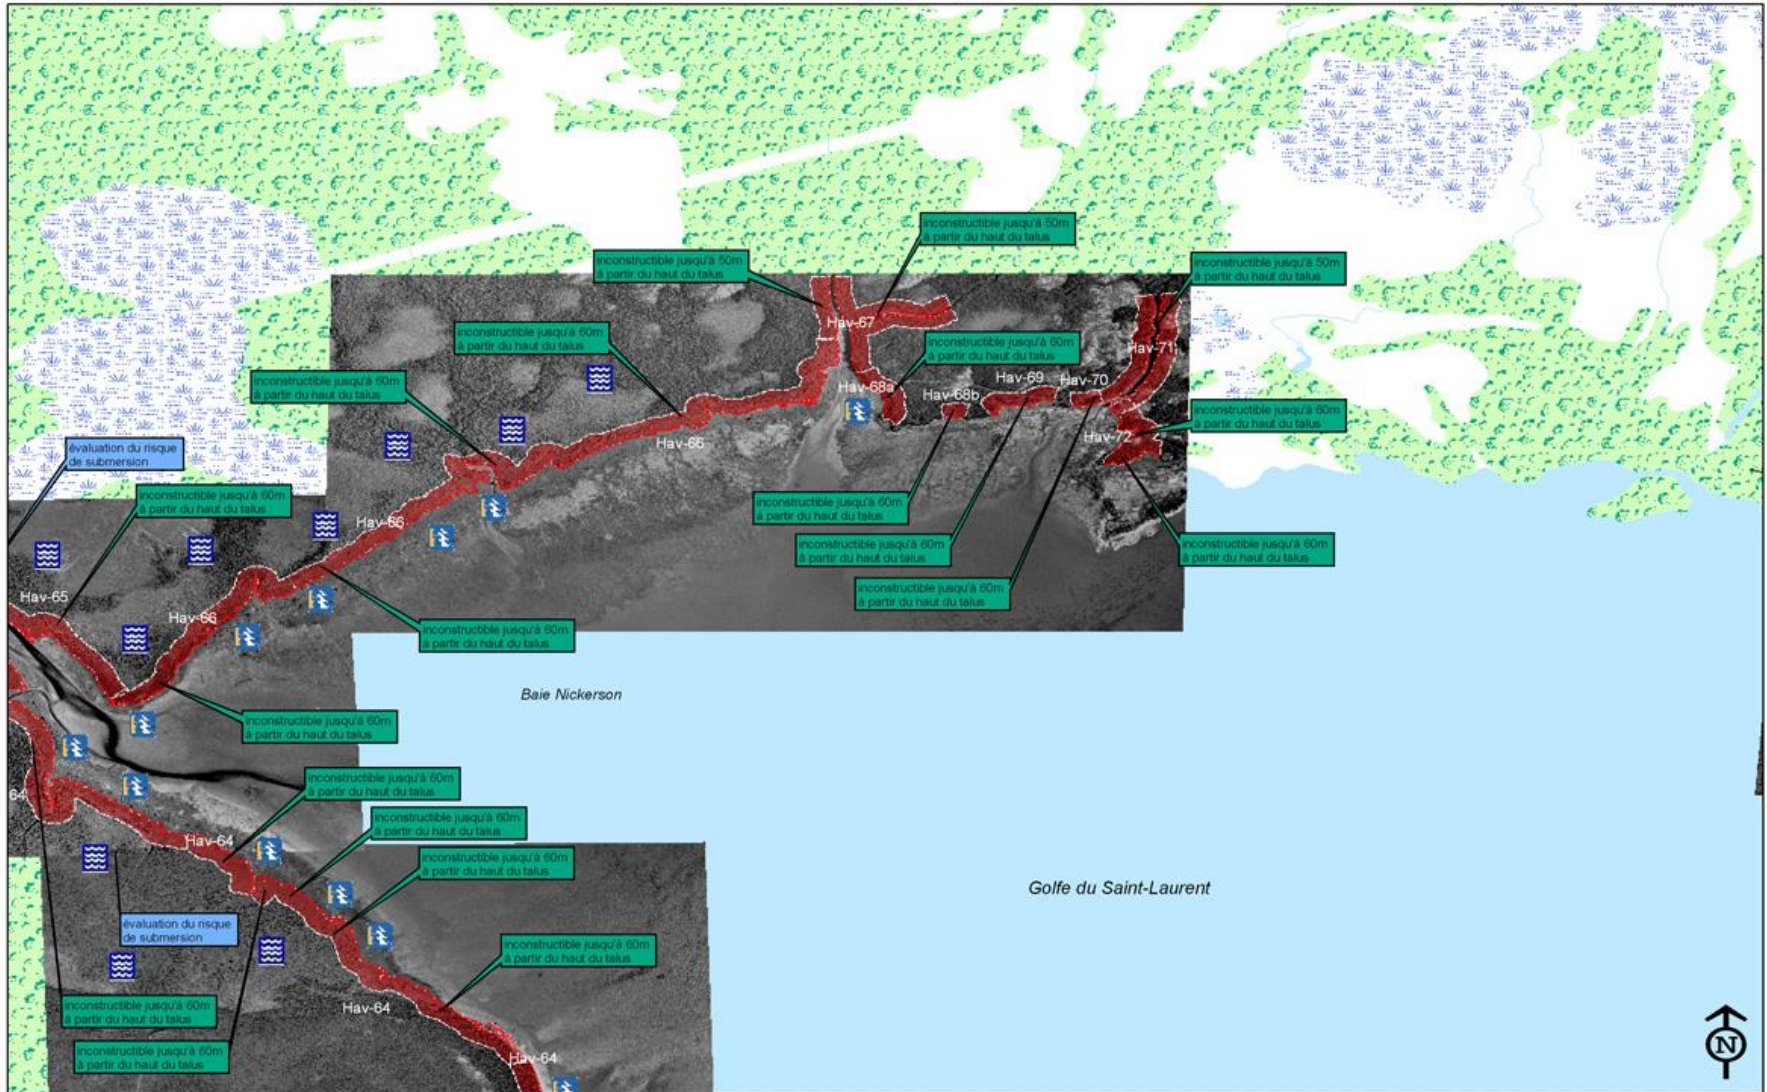 inconstructible jusqu'à 50m
à partir du haut du talus
inconstructible jusqu'à 50m
à partir du haut du talus
inconstructible jusqu'à 50m
à partir du haut du talus
inconstructible jusqu'à 60m
à partir du haut du talus
Hav-67
inconstructible jusqu'à 60m
à partir du haut du talus
Hav-71
inconstructible jusqu'à 60m
à partir du haut du talus
Hav-68a
Hav-68b
Hav-69
Hav-70
inconstructible jusqu'à 60m
à partir du haut du talus
Hav-72
Hav-66
évaluation du risque
de submersion
inconstructible jusqu'à 60m
à partir du haut du talus
inconstructible jusqu'à 60m
à partir du haut du talus
Hav-66
inconstructible jusqu'à 60m
à partir du haut du talus
inconstructible jusqu'à 60m
à partir du haut du talus
inconstructible jusqu'à 60m
à partir du haut du talus
Hav-65
Hav-66
inconstructible jusqu'à 60m
à partir du haut du talus
Baie Nickerson
inconstructible jusqu'à 60m
à partir du haut du talus
inconstructible jusqu'à 60m
à partir du haut du talus
64
inconstructible jusqu'à 60m
à partir du haut du talus
Hav-64
inconstructible jusqu'à 60m
à partir du haut du talus
Golfe du Saint-Laurent
évaluation du risque
de submersion
inconstructible jusqu'à 60m
à partir du haut du talus
inconstructible jusqu'à 60m
à partir du haut du talus
Hav-64
inconstructible jusqu'à 60m
à partir du haut du talus
Hav-64
N